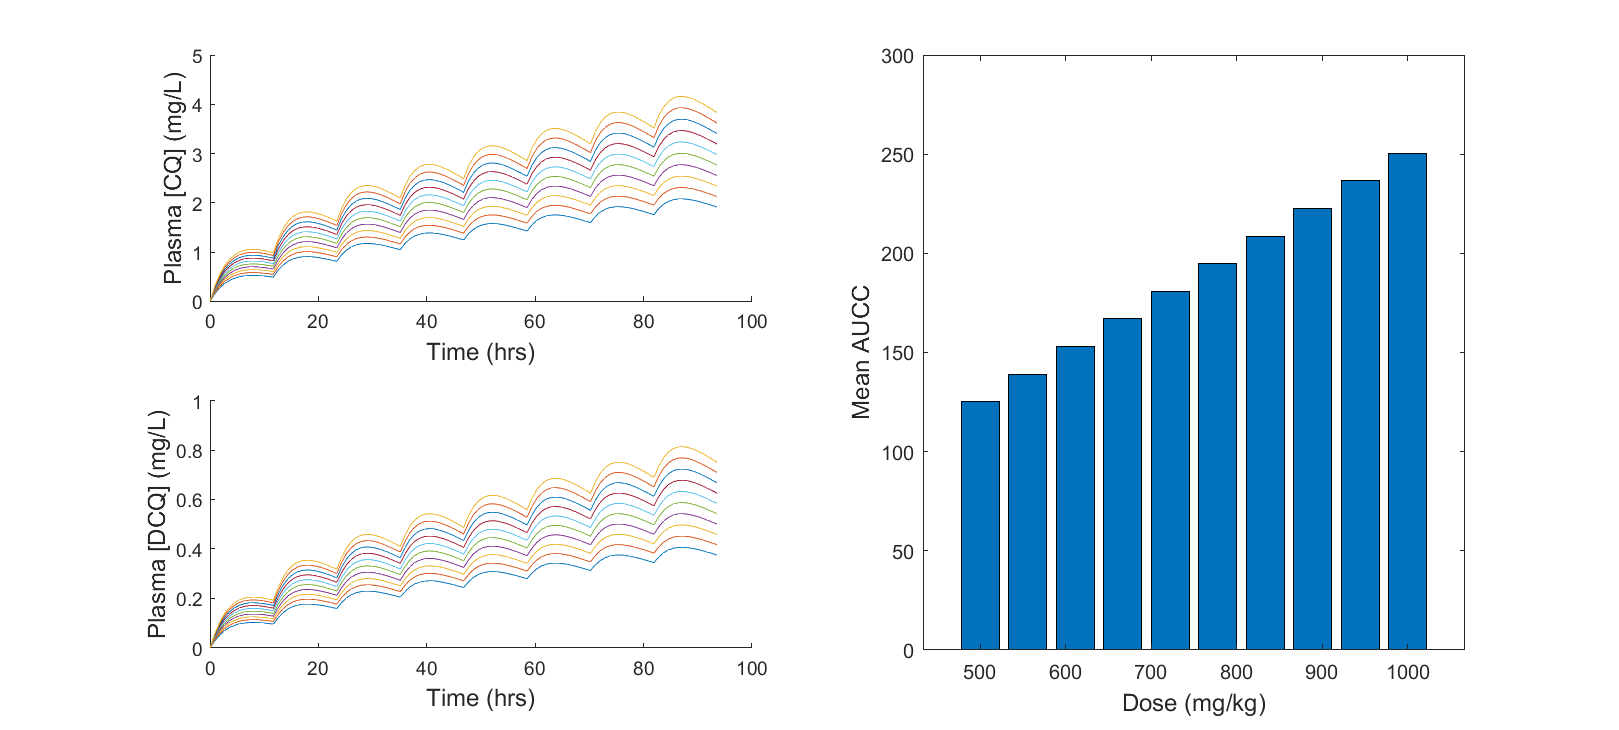 Plasma [CQ] (mg/L)
5
4
3
2
1
0
0 20 40 60 80 100
Time (hrs)
Plasma [DCQ] (mg/L)
1
0.8
0.6
0.4
0.2
0
0 20 40 60 80 100
Time (hrs)
Mean AUCC
300
250
200
150
100
50
0
500 600 700 800 900 1000
Dose (mg/kg)